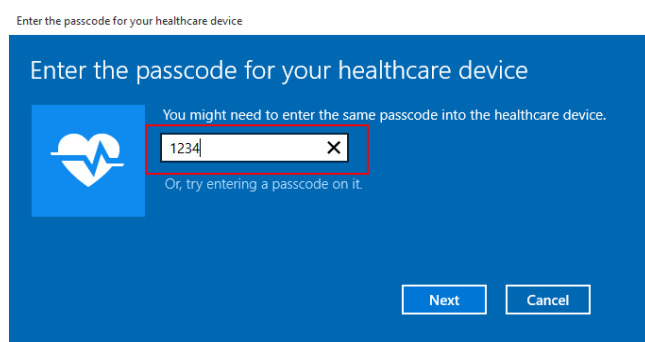 Enter the passcode for your healthcare device
Enter the passcode for your healthcare device
You might need to enter the same passcode into the healthcare device.
1234
Or, try entering a passcode on it.
Next Cancel